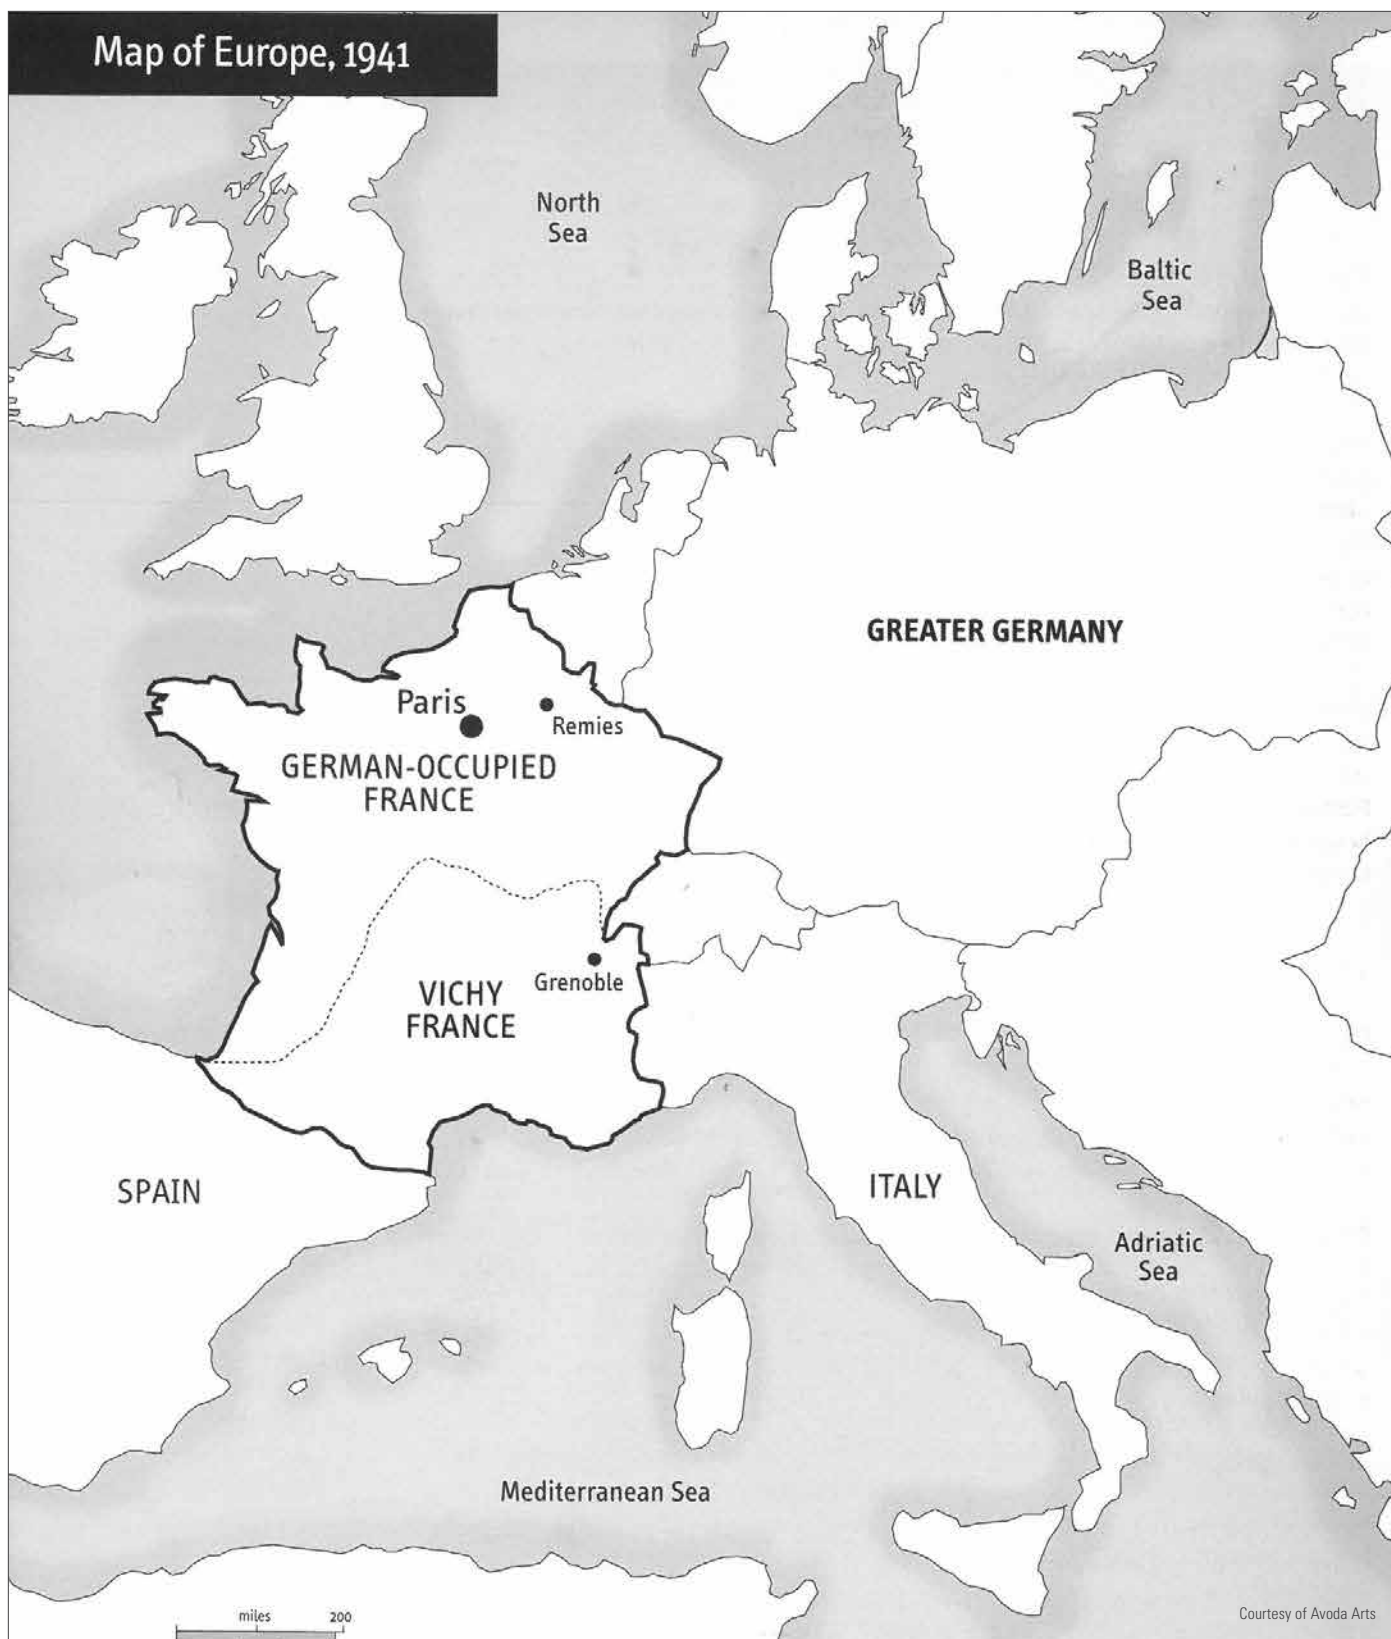 Map of Europe, 1941
North
Sea
Baltic
Sea
GREATER GERMANY
Paris
Remies
GERMAN-OCCUPIED
FRANCE
VICHY
FRANCE
Grenoble
SPAIN
ITALY
Adriatic
Sea
Mediterranean Sea
miles 200
Courtesy of Avoda Arts